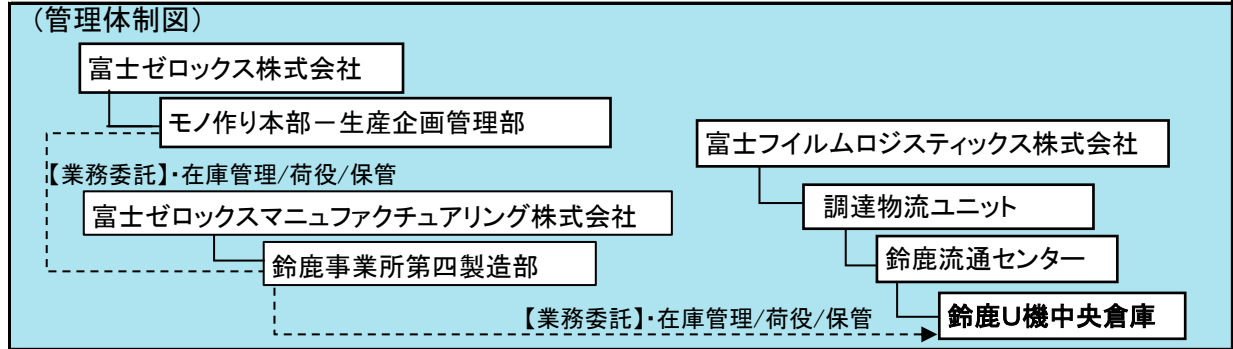 （管理体制図）
富士ゼロックス株式会社
モノ作り本部－生産企画管理部
【業務委託】・在庫管理/荷役/保管
富士ゼロックスマニュファクチュアリング株式会社
鈴鹿事業所第四製造部
富士フイルムロジスティックス株式会社
調達物流ユニット
鈴鹿流通センター
【業務委託】・在庫管理/荷役/保管
鈴鹿Ｕ機中央倉庫